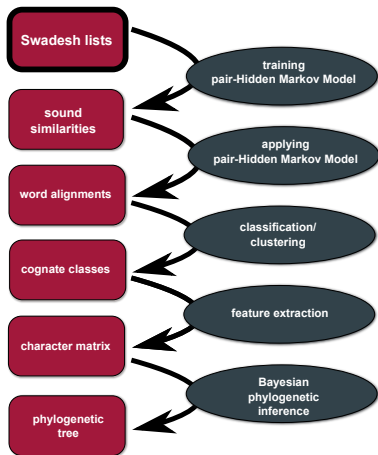 Swadesh lists
training
pair-Hidden Markov Model
sound
similarities
applying
pair-Hidden Markov Model
word alignments
classification/
clustering
cognate classes
feature extraction
character matrix
Bayesian
phylogenetic
inference
phylogenetic
tree